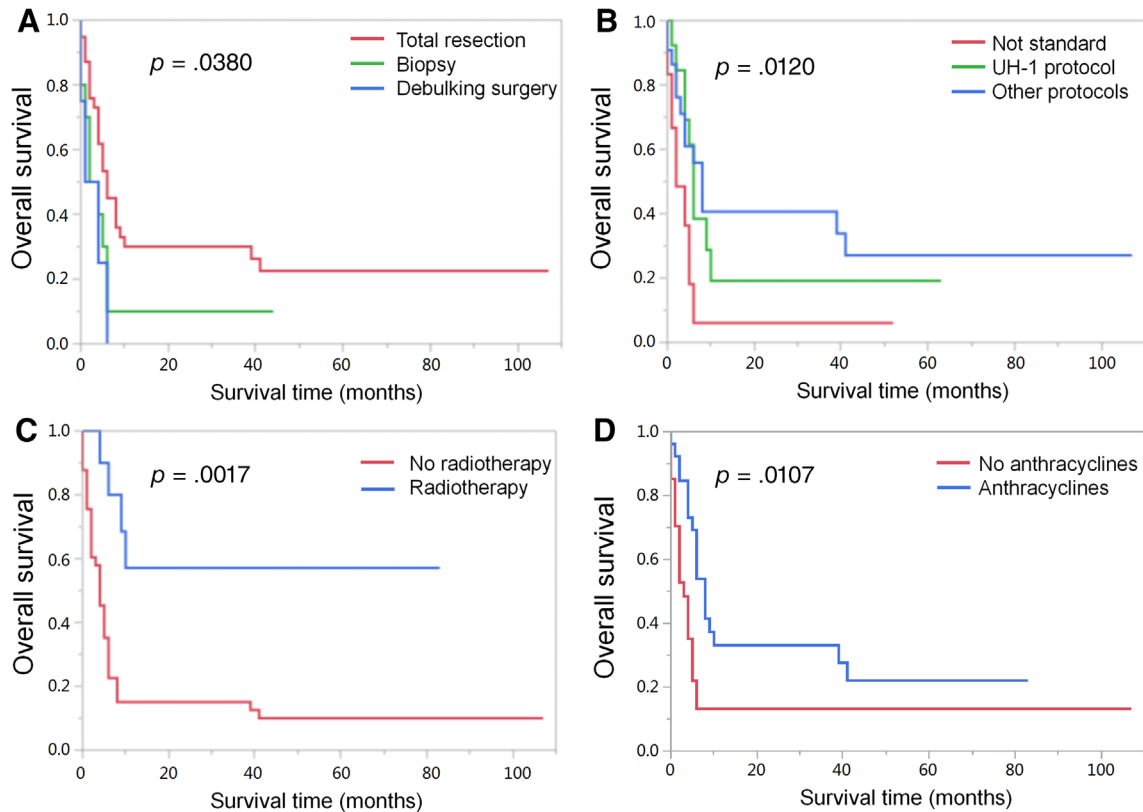 A
p = .0380
Total resection
Biopsy
Debulking surgery
Overall survival
1.0
0.8
0.6
0.4
0.2
0.0
0 20 40 60 80 100
Survival time (months)
B
p = .0120
Not standard
UH-1 protocol
Other protocols
Overall survival
1.0
0.8
0.6
0.4
0.2
0.0
0 20 40 60 80 100
Survival time (months)
C
p = .0017
No radiotherapy
Radiotherapy
Overall survival
1.0
0.8
0.6
0.4
0.2
0.0
0 20 40 60 80 100
Survival time (months)
D
p = .0107
No anthracyclines
Anthracyclines
Overall survival
1.0
0.8
0.6
0.4
0.2
0.0
0 20 40 60 80 100
Survival time (months)